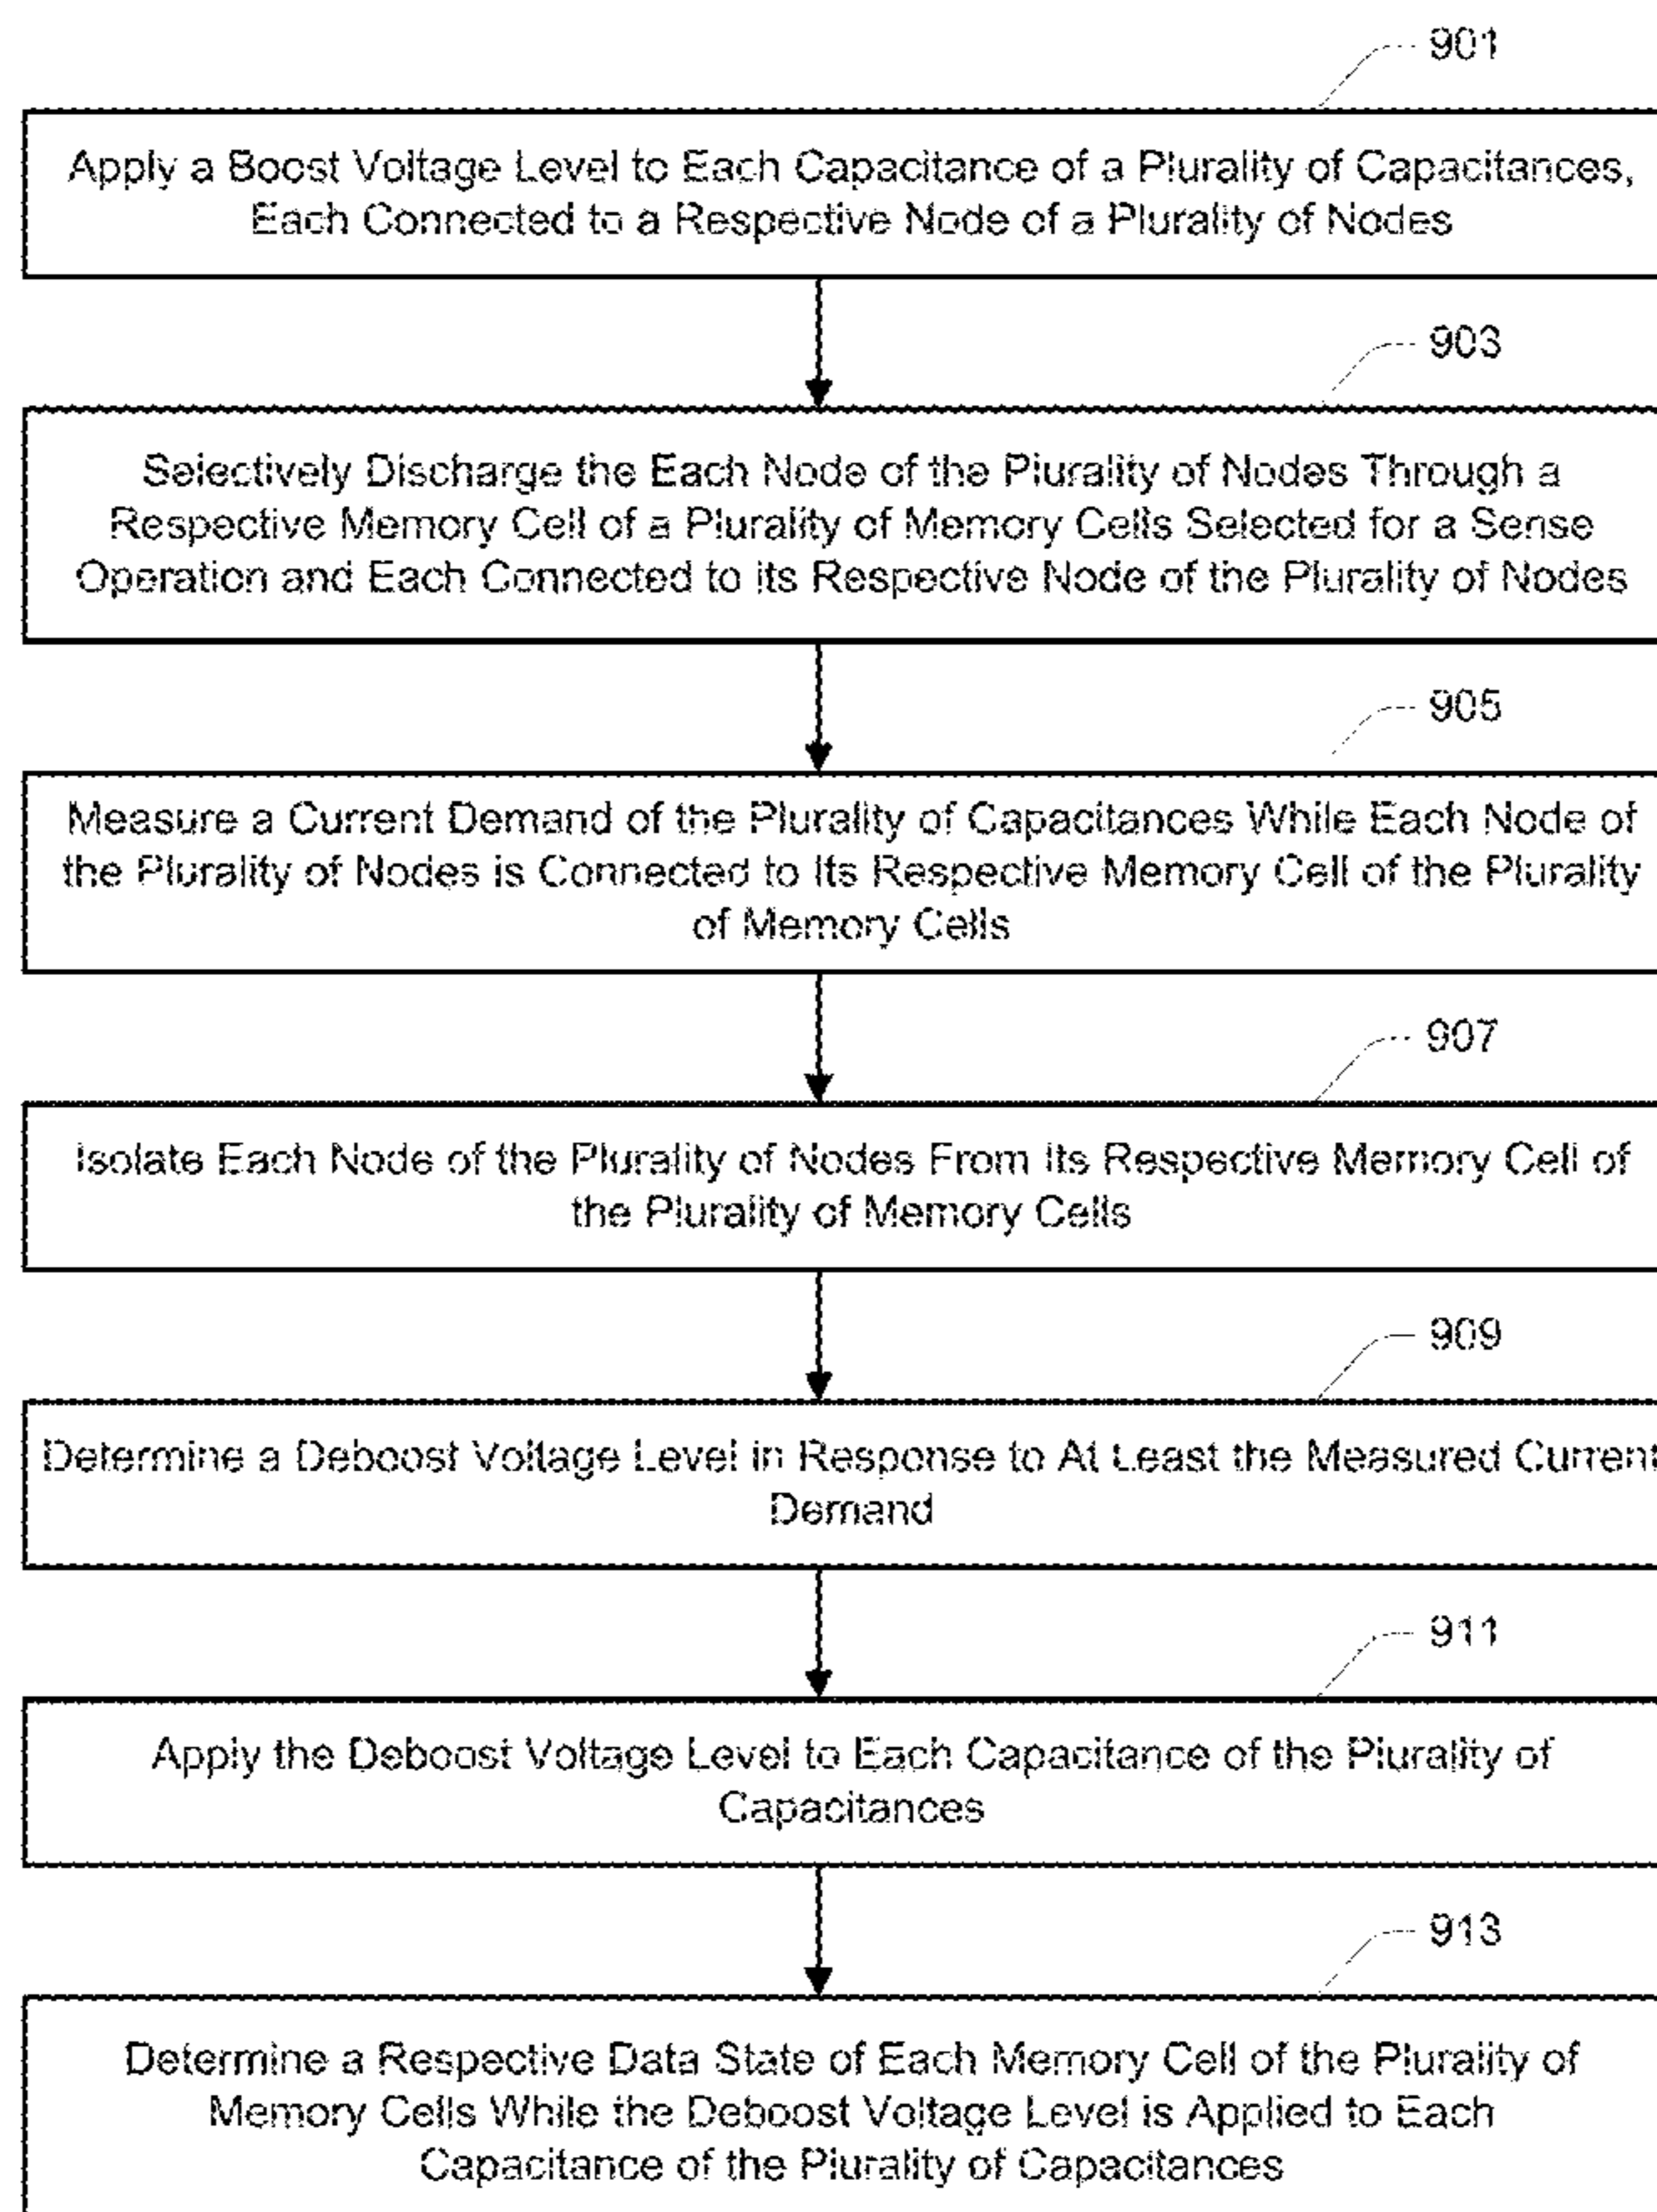 901
Apply a Boost Voltage Level to Each Capacitance of a Plurality of Capacitances,
Each Connected to a Respective Node of a Plurality of Nodes
903
Selectively Discharge the Each Node of the Plurality of Nodes Through a
Respective Memory Cell of a Plurality of Memory Cells Selected for a Sense
Operation and Each Connected to its Respective Node of the Plurality of Nodes
905
Measure a Current Demand of the Plurality of Capacitances While Each Node of
the Plurality of Nodes is Connected to Its Respective Memory Cell of the Plurality
of Memory Cells
907
Isolate Each Node of the Plurality of Nodes From Its Respective Memory Cell of
the Plurality of Memory Cells
909
Determine a Deboost Voltage Level in Response to At Least the Measured Current
Demand
911
Apply the Deboost Voltage Level to Each Capacitance of the Plurality of
Capacitances
913
Determine a Respective Data State of Each Memory Cell of the Plurality of
Memory Cells While the Deboost Voltage Level is Applied to Each
Capacitance of the Plurality of Capacitances